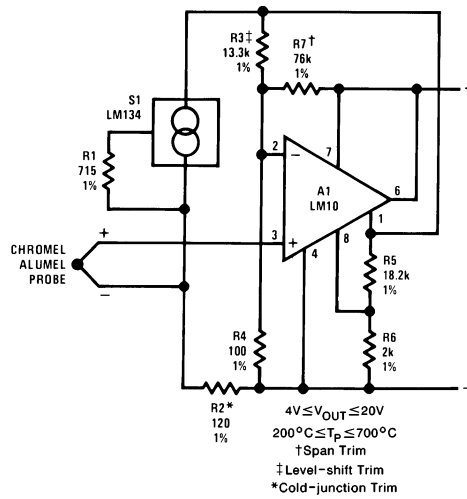 R3‡
13.3k
1%
R7†
76k
1%
S1
LM134
R1
715
1%
2
−
7
A1
LM10
6
1
3
+
4
8
+
CHROMEL
ALUMEL
PROBE
−
R5
18.2k
1%
R4
100
1%
R6
2k
1%
R2*
120
1%
4V≤VOUT≤20V
200°C≤TP≤700°C
†Span Trim
‡Level-shift Trim
*Cold-junction Trim